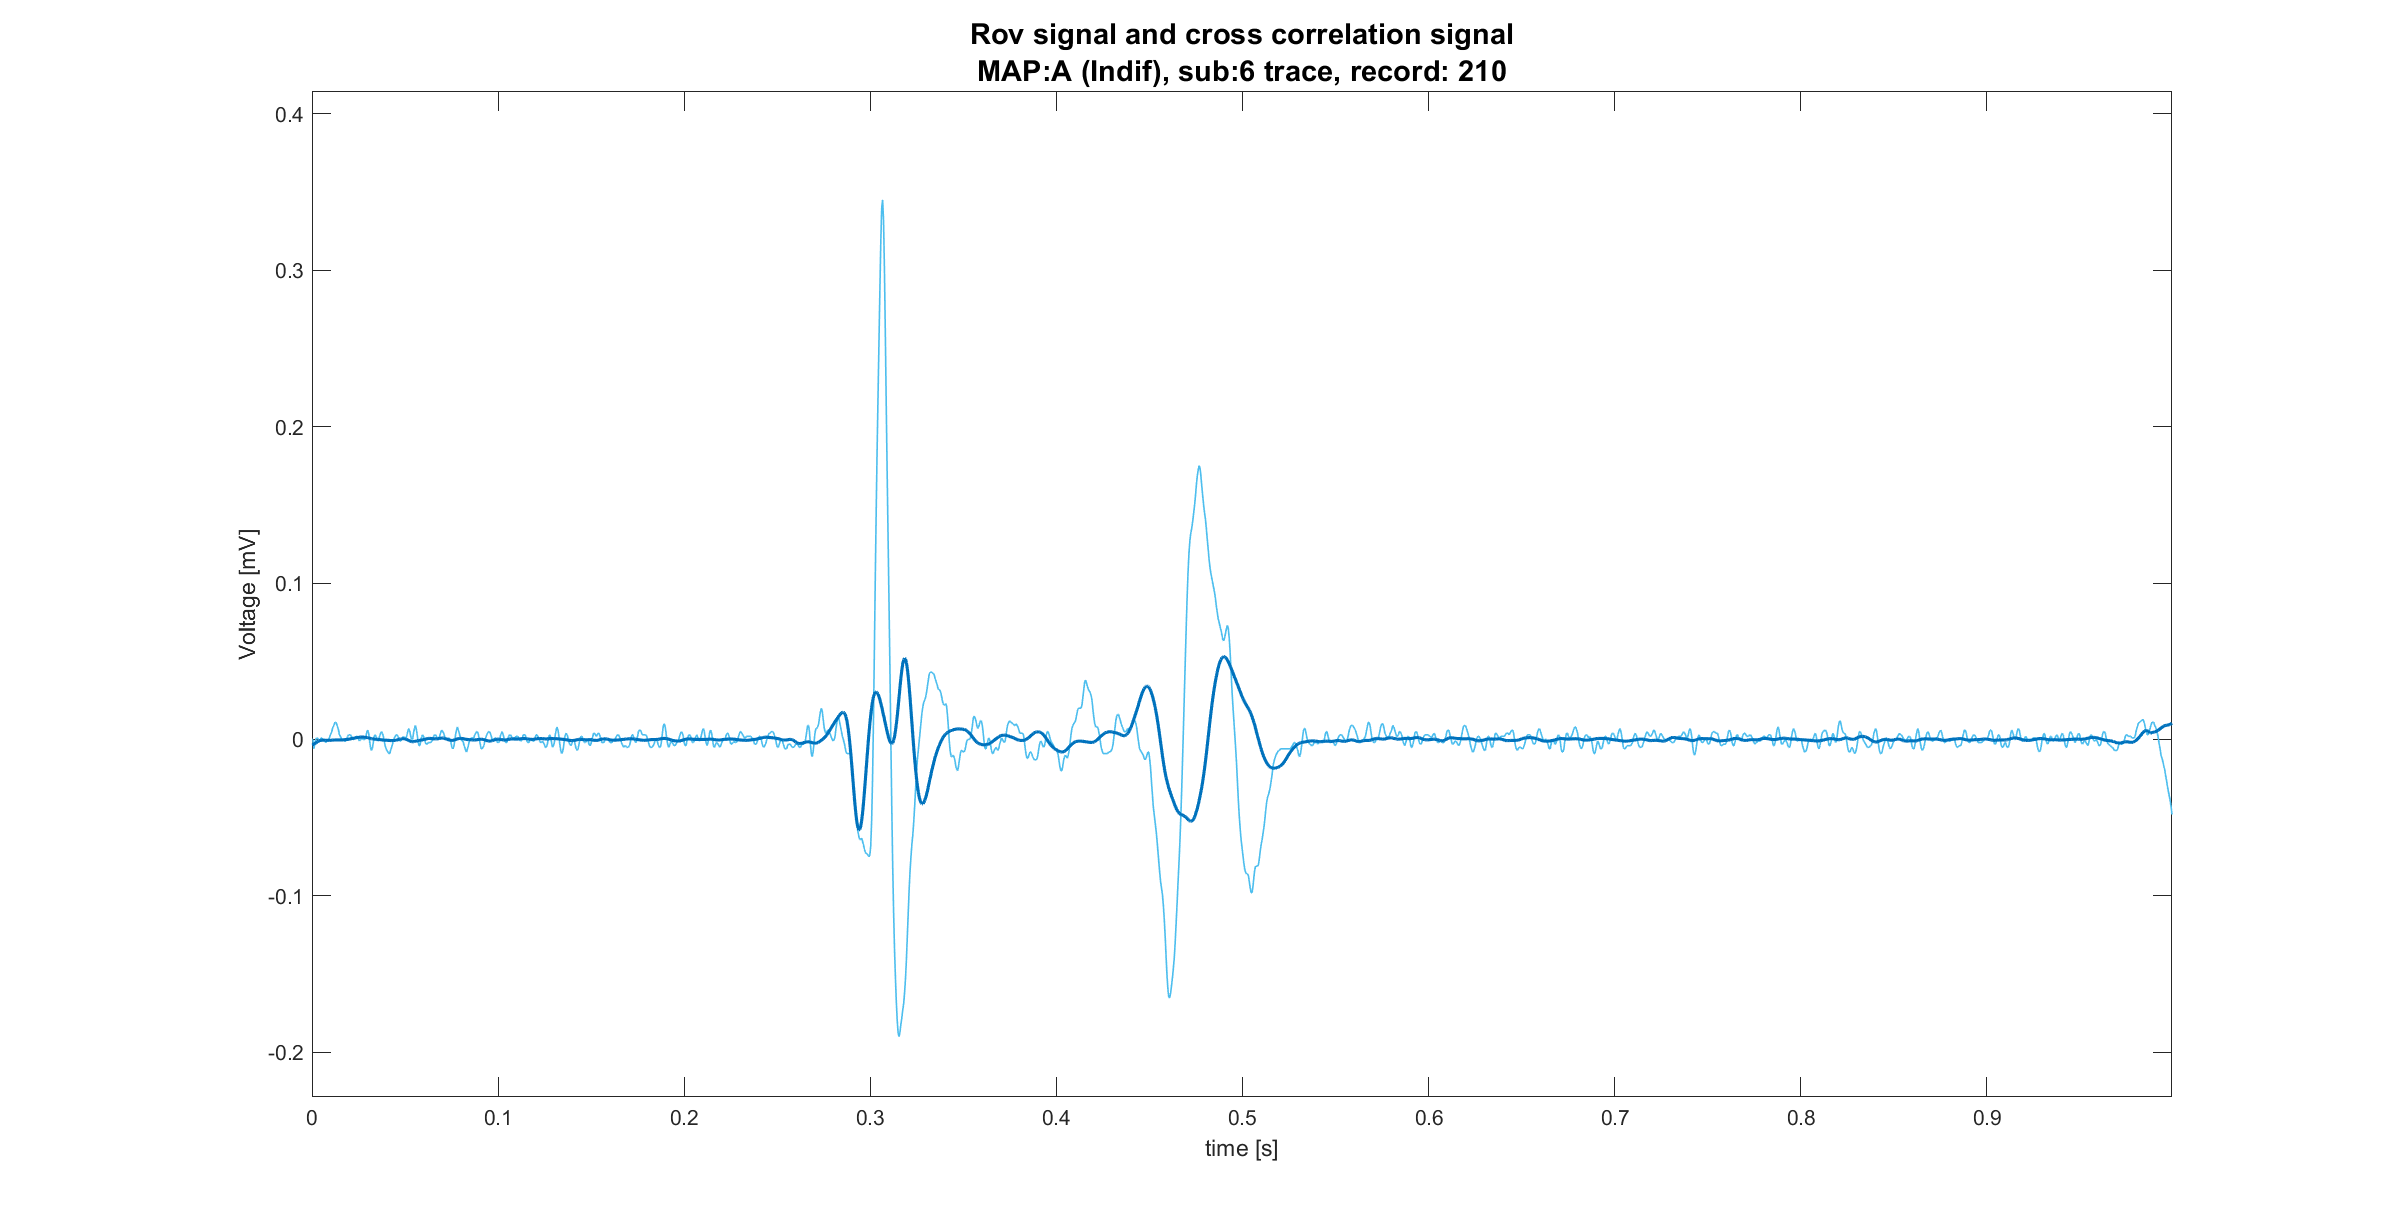 Rov signal and cross correlation signal
MAP:A (Indif), sub:6 trace, record: 210
0.4
0.3
0.2
0.1
0
-0.1
-0.2
Voltage [mV]
0 0.1 0.2 0.3 0.4 0.5 0.6 0.7 0.8 0.9
time [s]